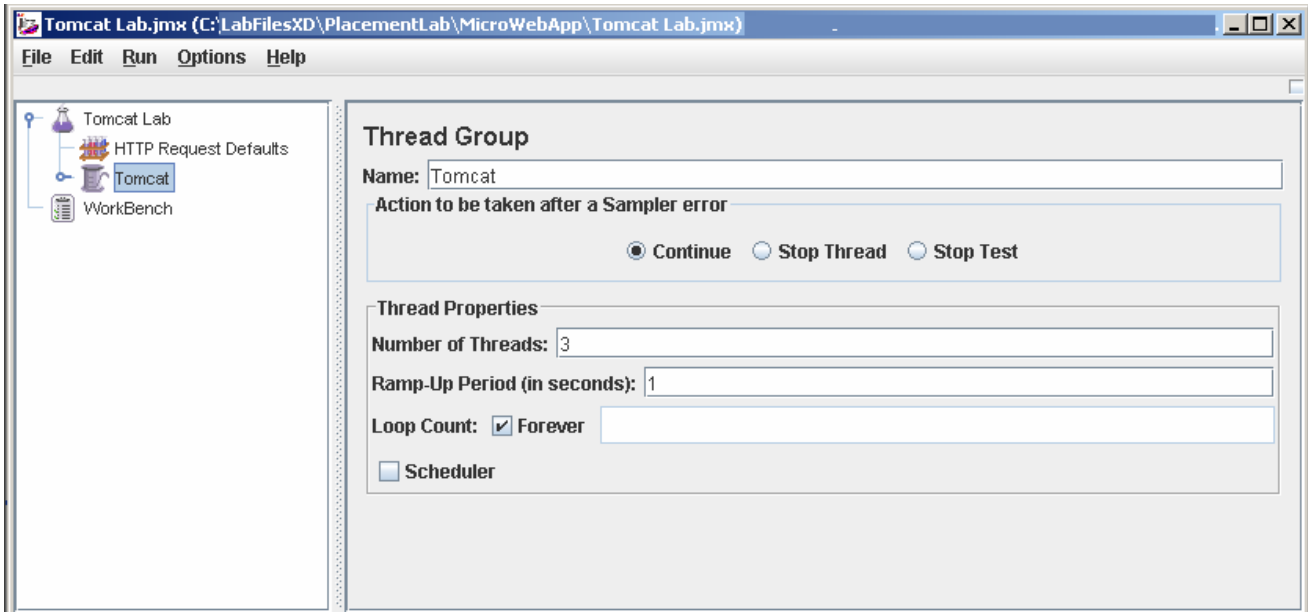 Tomcat Lab.jmx (C:\LabFilesXD\PlacementLab\MicroWebApp\Tomcat Lab.jmx)
File Edit Run Options Help
Tomcat Lab
HTTP Request Defaults
Tomcat
WorkBench
Thread Group
Name: Tomcat
Action to be taken after a Sampler error
Continue Stop Thread Stop Test
Thread Properties
Number of Threads: 3
Ramp-Up Period (in seconds): 1
Loop Count: Forever
Scheduler